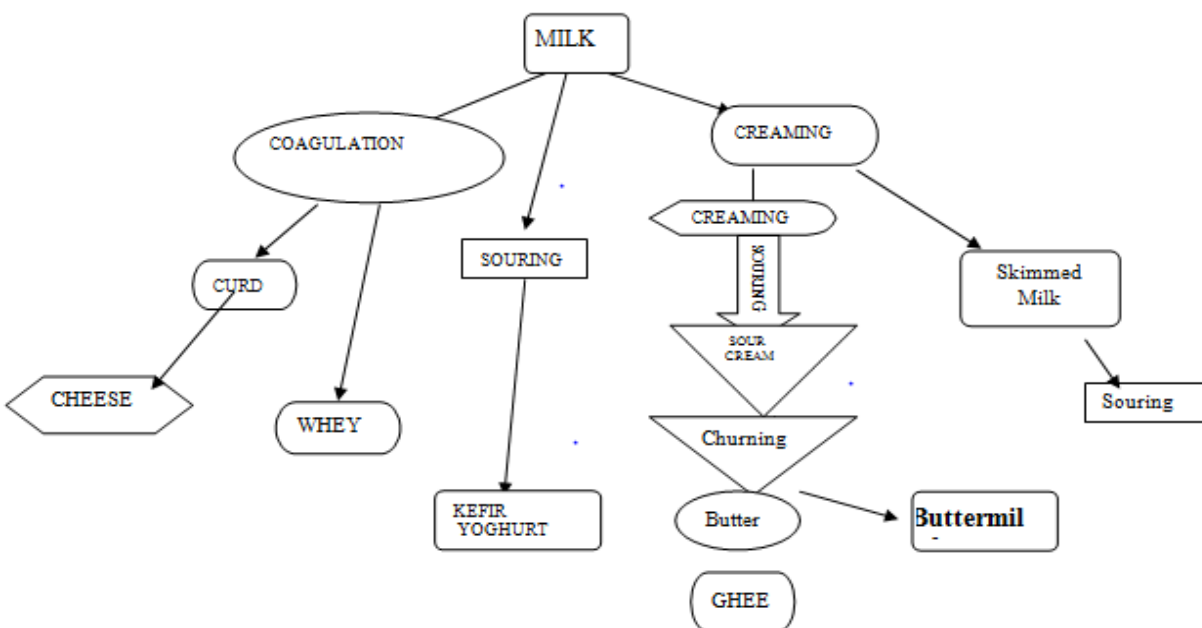 MILK
COAGULATION
CREAMING
CREAMING
SOURING
SOURING
CURD
Skimmed
Milk
SOUR
CREAM
CHEESE
WHEY
Churning
Souring
KEFIR
YOGHURT
Butter
Buttermil
GHEE